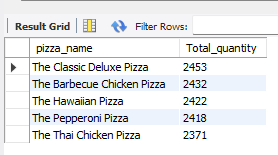 Result Grid Filter Rows:
pizza_name Total_quantity
The Classic Deluxe Pizza 2453
The Barbecue Chicken Pizza 2432
The Hawaiian Pizza 2422
The Pepperoni Pizza 2418
The Thai Chicken Pizza 2371